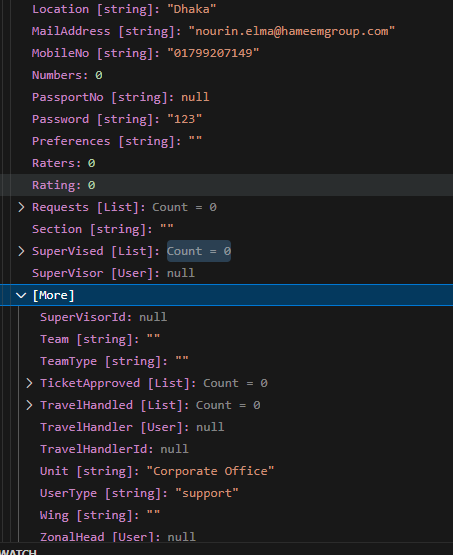 Location [string]: "Dhaka"
MailAddress [string]: "nourin.elma@hameemgroup.com"
MobileNo [string]: "01799207149"
Numbers: 0
PassportNo [string]: null
Password [string]: "123"
Preferences [string]: ""
Raters: 0
Rating: 0
Requests [List]: Count = 0
Section [string]: ""
SuperVised [List]: Count = 0
SuperVisor [User]: null
[More]
SuperVisorId: null
Team [string]: ""
TeamType [string]: ""
TicketApproved [List]: Count = 0
TravelHandled [List]: Count = 0
TravelHandler [User]: null
TravelHandlerId: null
Unit [string]: "Corporate Office"
UserType [string]: "support"
Wing [string]: ""
ZonalHead [User]: null
WATCH